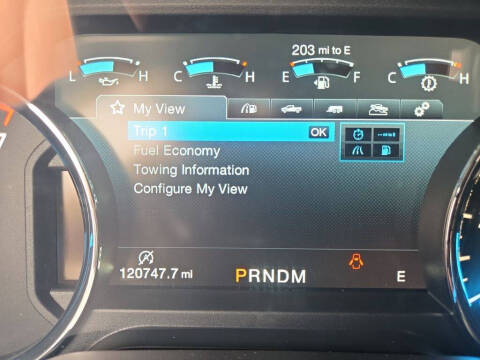 203 mi to E
L H C H E F C H
My View
Trip 1 OK
Fuel Economy
Towing Information
Configure My View
120747.7 mi PRNDM E